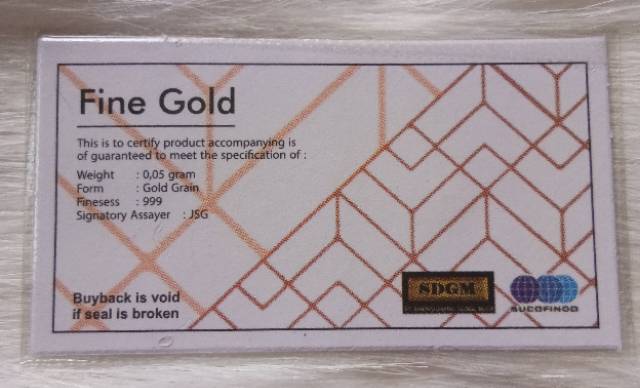 Fine Gold
This is to certify product accompanying is
of guaranteed to meet the specification of :
Weight : 0,05 gram
Form : Gold Grain
Finesess : 999
Signatory Assayer : JSG
Buyback is void
if seal is broken
SDGM
SUCOFINDO